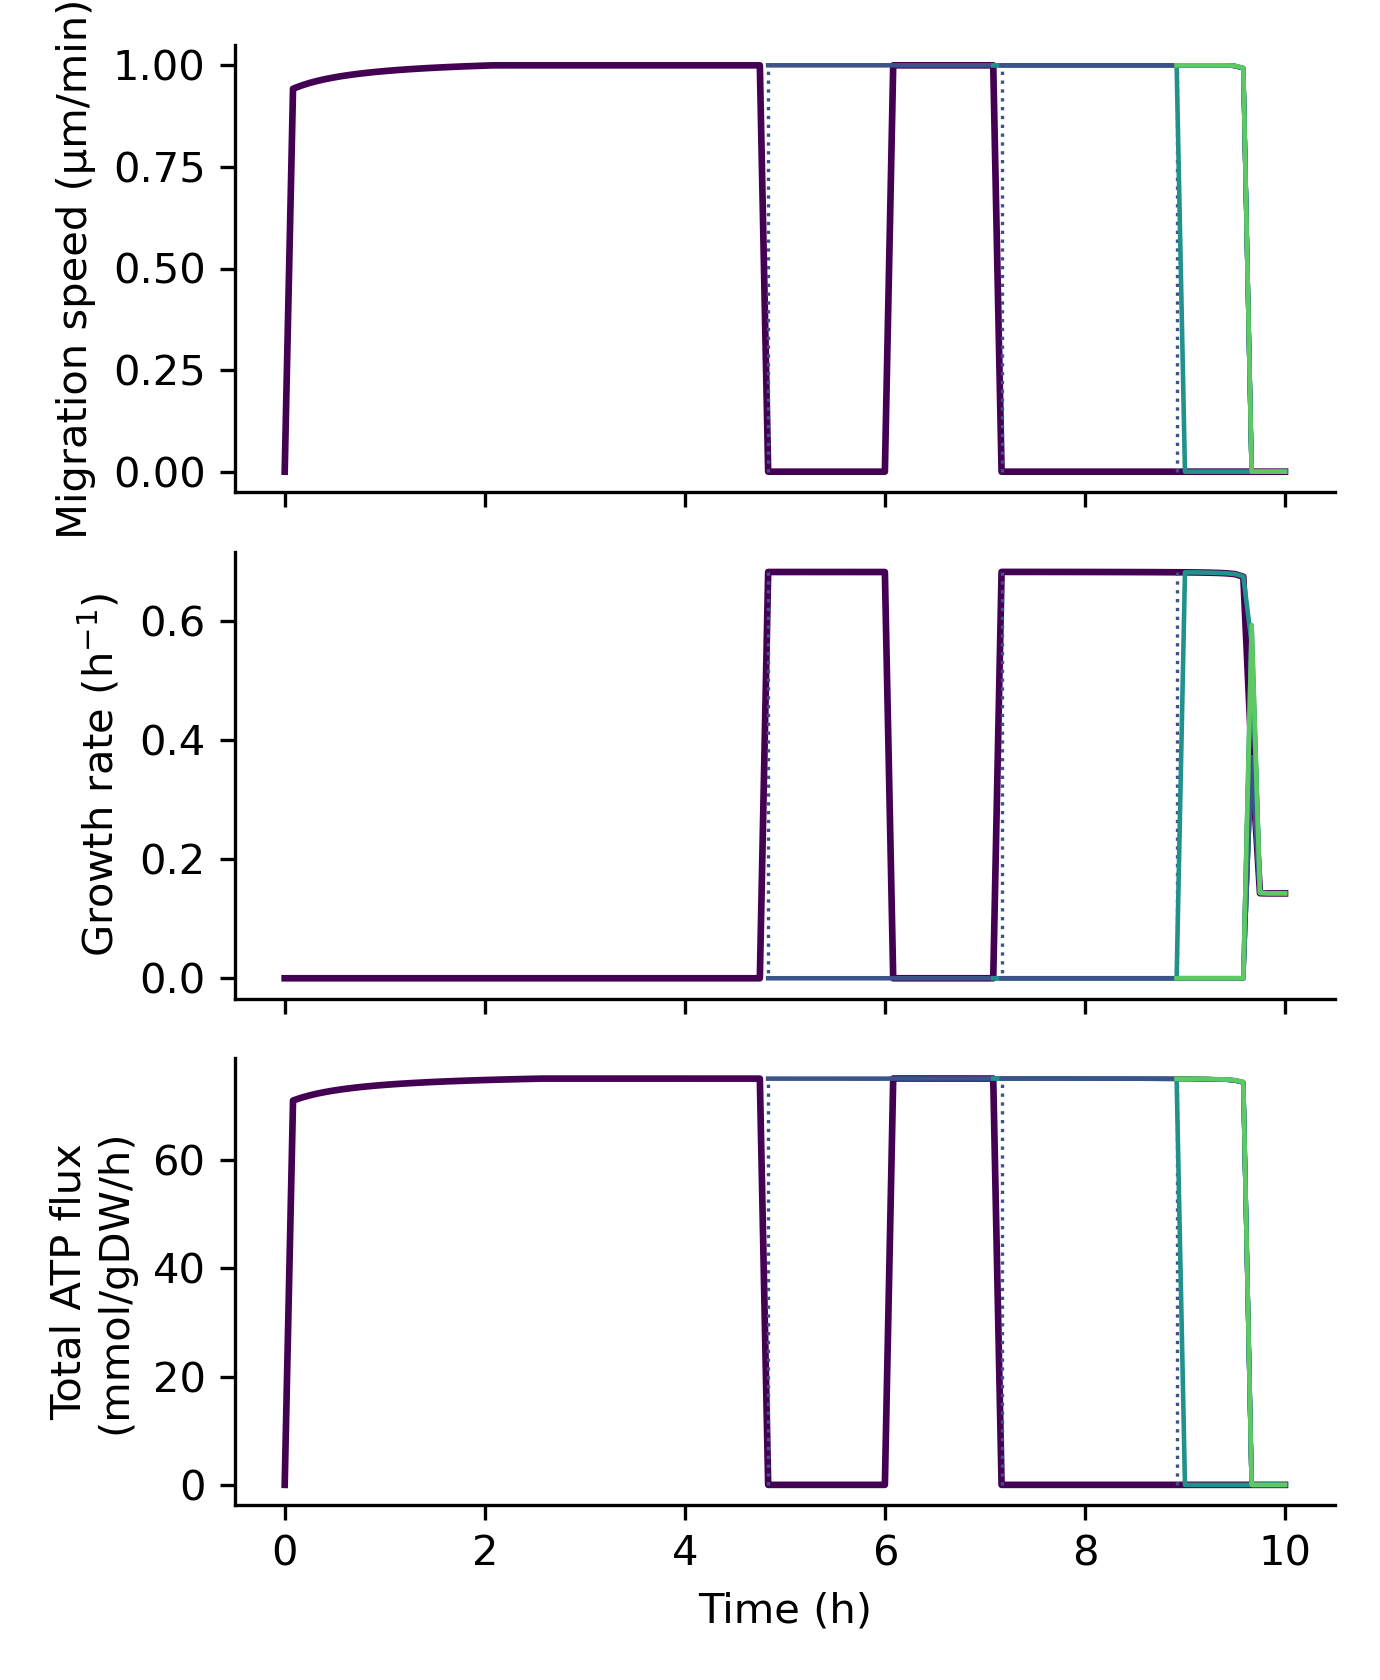 Migration speed (µm/min)
1.00
0.75
0.50
0.25
0.00
Growth rate (h⁻¹)
0.6
0.4
0.2
0.0
Total ATP flux
(mmol/gDW/h)
60
40
20
0
0 2 4 6 8 10
Time (h)